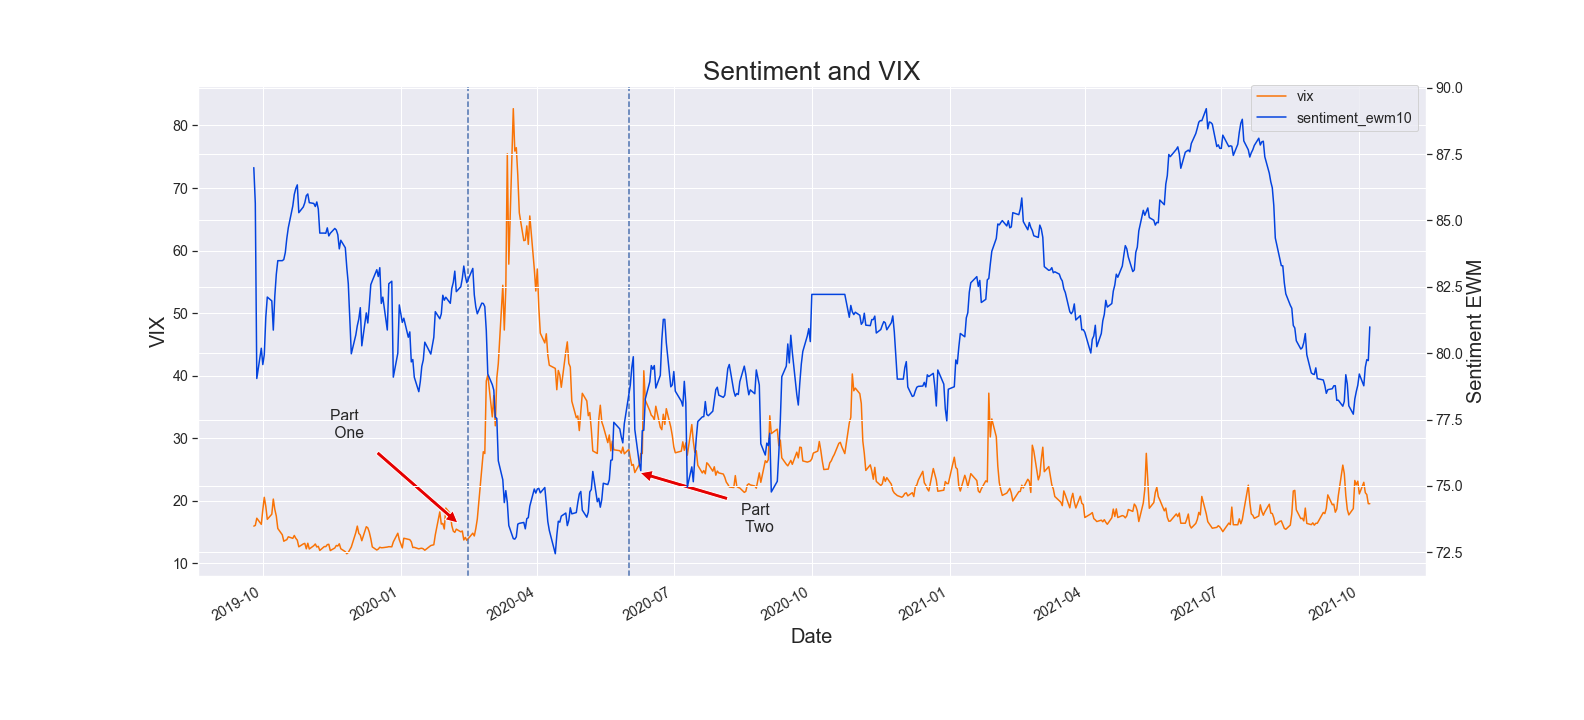 Sentiment and VIX
vix
sentiment_ewm10
VIX
80
70
60
50
40
30
20
10
90.0
87.5
85.0
82.5
80.0
77.5
75.0
72.5
Sentiment EWM
Part
One
Part
Two
2019-10
2020-01
2020-04
2020-07
2020-10
2021-01
2021-04
2021-07
2021-10
Date